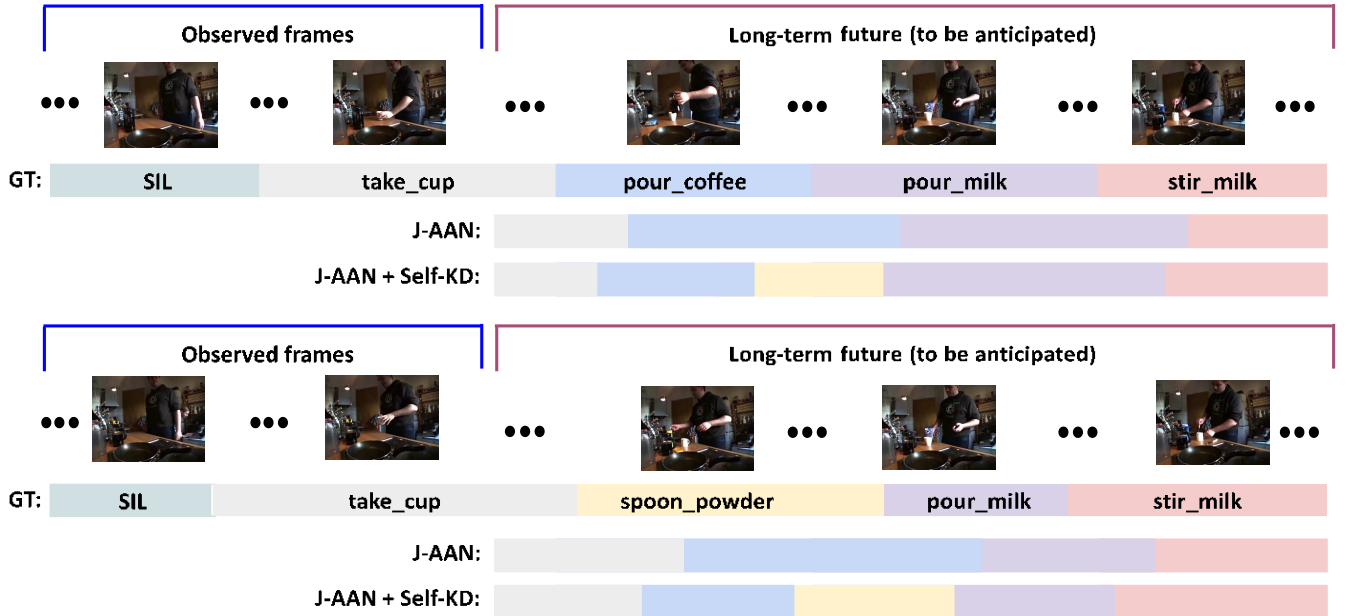 Observed frames
Long-term future (to be anticipated)
GT: SIL take_cup pour_coffee pour_milk stir_milk
J-AAN:
J-AAN + Self-KD:
Observed frames
Long-term future (to be anticipated)
GT: SIL take_cup spoon_powder pour_milk stir_milk
J-AAN:
J-AAN + Self-KD: